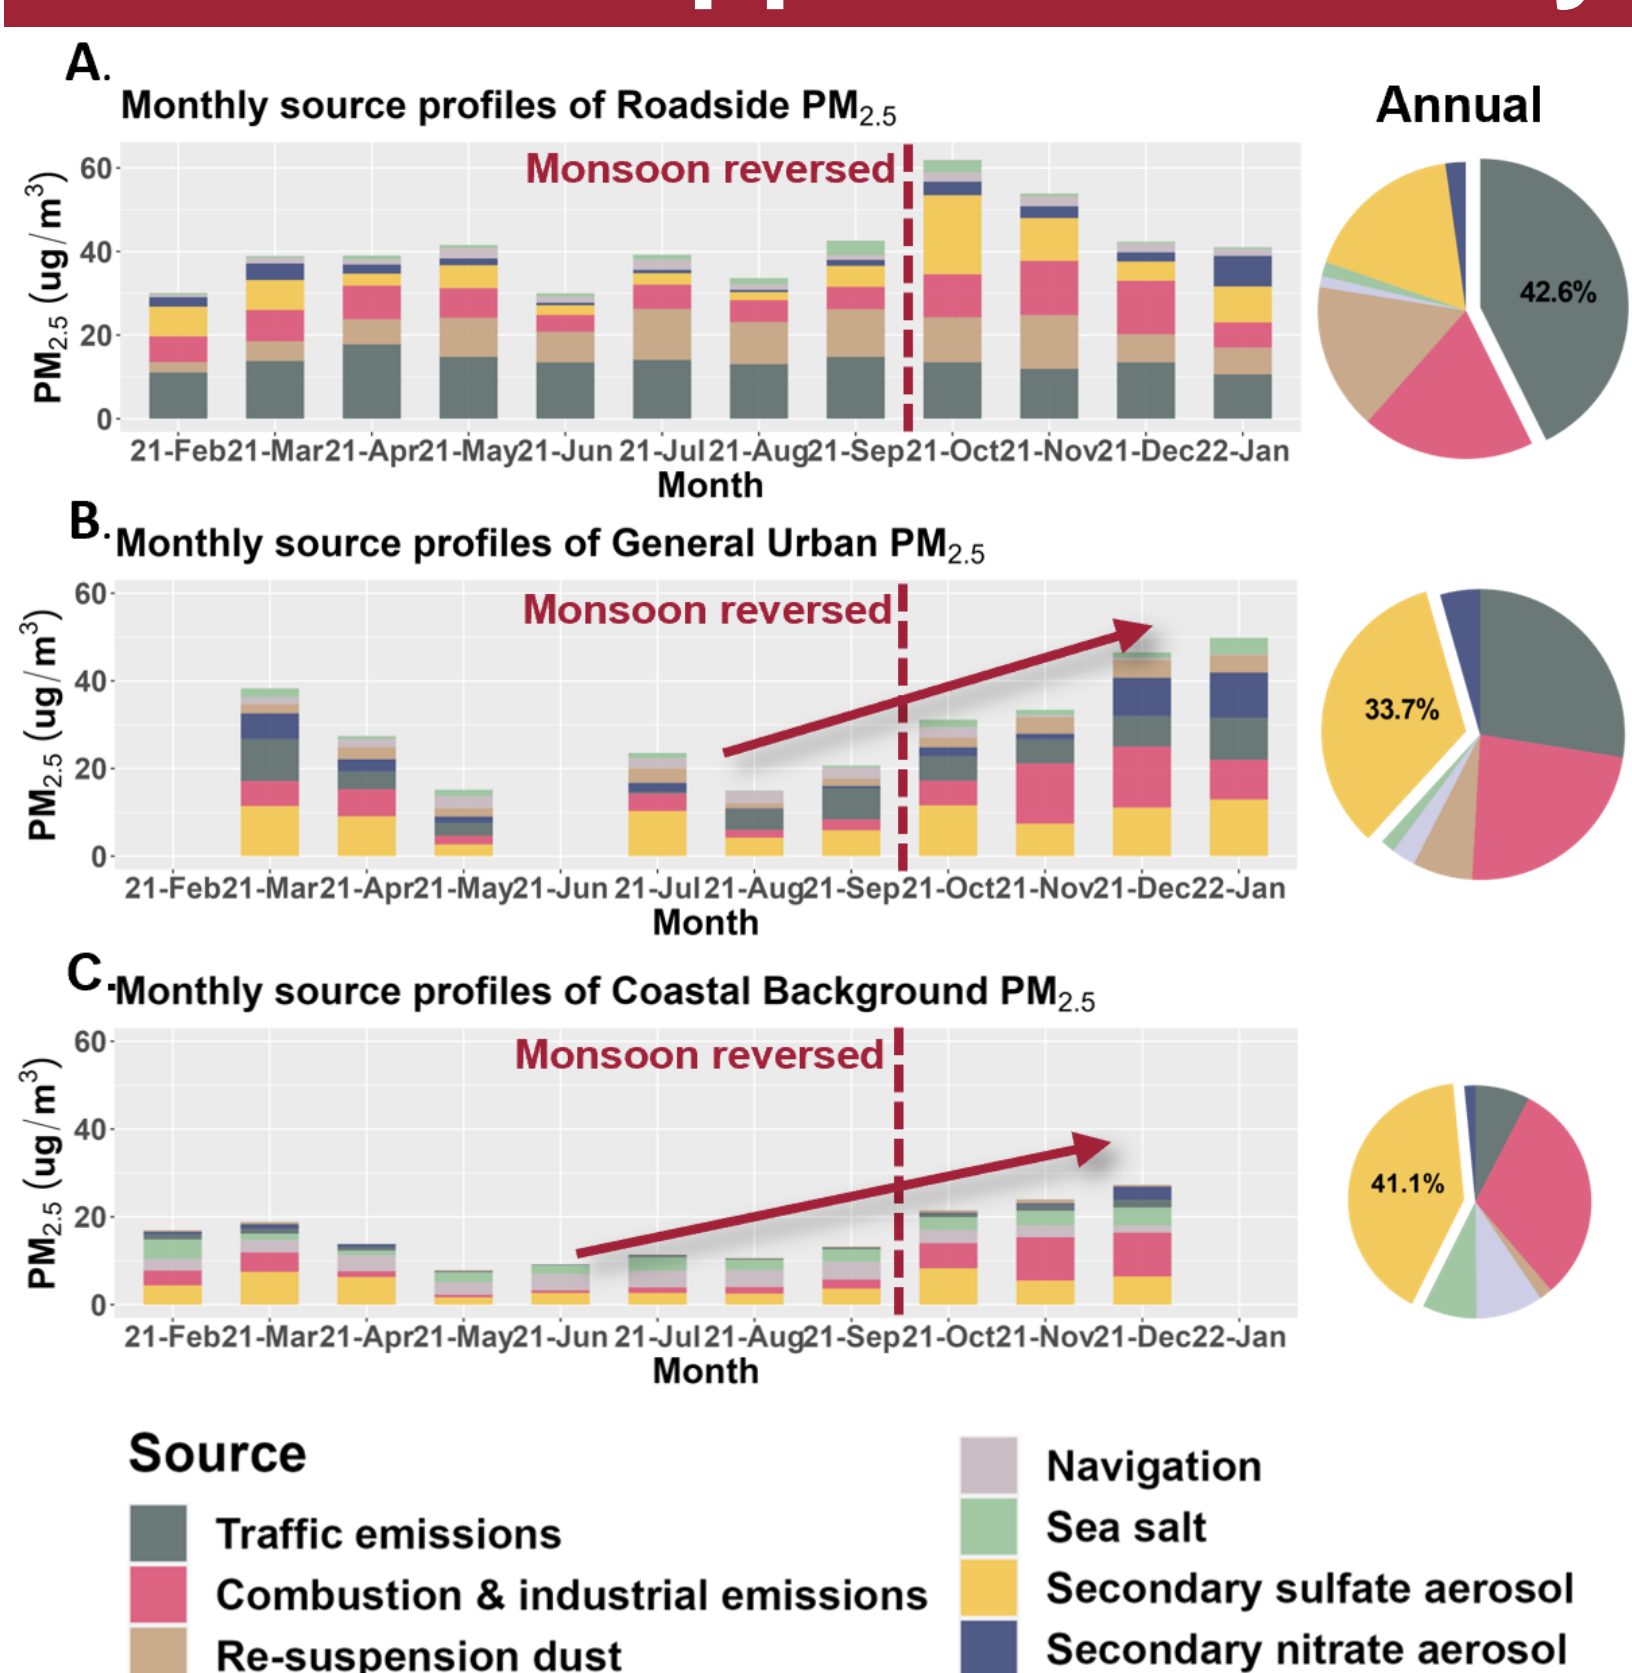 A.
Monthly source profiles of Roadside PM2.5
Annual
Monsoon reversed
PM2.5 (ug/m3)
60
40
20
0
42.6%
21-Feb 21-Mar 21-Apr 21-May 21-Jun 21-Jul 21-Aug 21-Sep 21-Oct 21-Nov 21-Dec 22-Jan
Month
B.
Monthly source profiles of General Urban PM2.5
Monsoon reversed
PM2.5 (ug/m3)
60
40
20
0
33.7%
21-Feb 21-Mar 21-Apr 21-May 21-Jun 21-Jul 21-Aug 21-Sep 21-Oct 21-Nov 21-Dec 22-Jan
Month
C.
Monthly source profiles of Coastal Background PM2.5
Monsoon reversed
PM2.5 (ug/m3)
60
40
20
0
41.1%
21-Feb 21-Mar 21-Apr 21-May 21-Jun 21-Jul 21-Aug 21-Sep 21-Oct 21-Nov 21-Dec 22-Jan
Month
Source
Traffic emissions
Combustion & industrial emissions
Re-suspension dust
Navigation
Sea salt
Secondary sulfate aerosol
Secondary nitrate aerosol